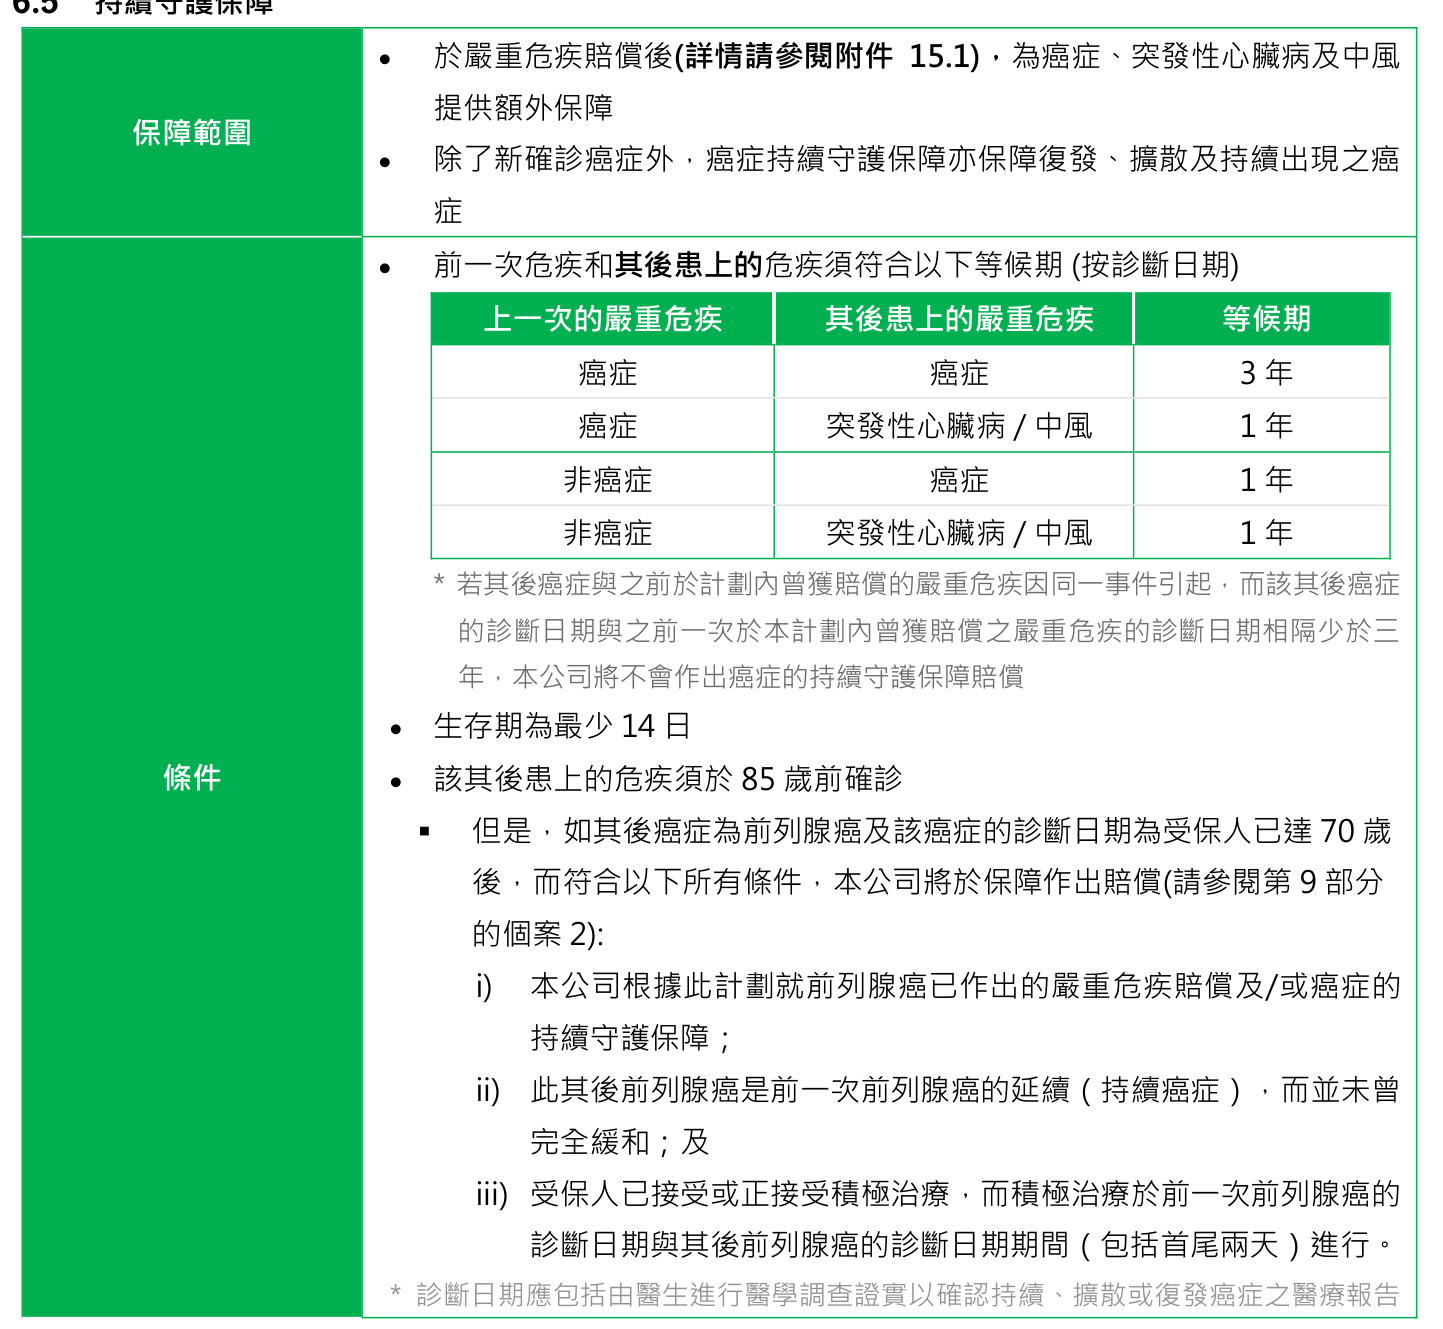 6.5 持續守護保障
保障範圍
● 於嚴重危疾賠償後(詳情請參閱附件 15.1)，為癌症、突發性心臟病及中風
提供額外保障
● 除了新確診癌症外，癌症持續守護保障亦保障復發、擴散及持續出現之癌
症
條件
● 前一次危疾和其後患上的危疾須符合以下等候期 (按診斷日期)
上一次的嚴重危疾 其後患上的嚴重危疾 等候期
癌症 癌症 3 年
癌症 突發性心臟病 / 中風 1 年
非癌症 癌症 1 年
非癌症 突發性心臟病 / 中風 1 年
* 若其後癌症與之前於計劃內曾獲賠償的嚴重危疾因同一事件引起，而該其後癌症
的診斷日期與之前一次於本計劃內曾獲賠償之嚴重危疾的診斷日期相隔少於三
年，本公司將不會作出癌症的持續守護保障賠償
● 生存期為最少 14 日
● 該其後患上的危疾須於 85 歲前確診
▪ 但是，如其後癌症為前列腺癌及該癌症的診斷日期為受保人已達 70 歲
後，而符合以下所有條件，本公司將於保障作出賠償(請參閱第 9 部分
的個案 2):
i) 本公司根據此計劃就前列腺癌已作出的嚴重危疾賠償及/或癌症的
持續守護保障；
ii) 此其後前列腺癌是前一次前列腺癌的延續（持續癌症），而並未曾
完全緩和；及
iii) 受保人已接受或正接受積極治療，而積極治療於前一次前列腺癌的
診斷日期與其後前列腺癌的診斷日期期間（包括首尾兩天）進行。
* 診斷日期應包括由醫生進行醫學調查證實以確認持續、擴散或復發癌症之醫療報告